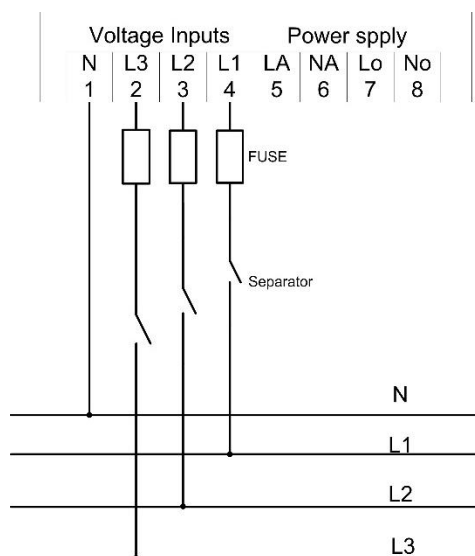 Voltage Inputs Power spply
N L3 L2 L1 LA NA Lo No
1 2 3 4 5 6 7 8
FUSE
Separator
N
L1
L2
L3